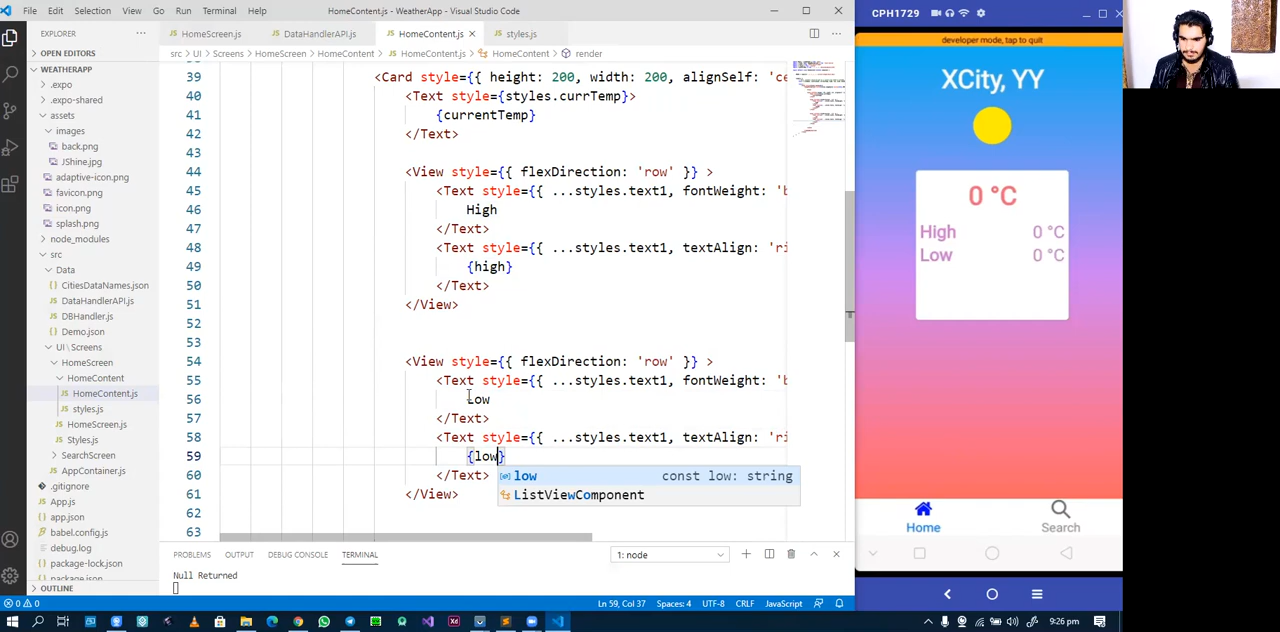 File Edit Selection View Go Run Terminal Help HomeContent.js - WeatherApp - Visual Studio Code
CPH1729
EXPLORER
HomeScreen.js DataHandlerAPI.js HomeContent.js styles.js
OPEN EDITORS
src > UI > Screens > HomeScreen > HomeContent > HomeContent.js > HomeContent > render
WEATHERAPP
.expo
.expo-shared
assets
images
back.png
JShine.jpg
adaptive-icon.png
favicon.png
icon.png
splash.png
node_modules
src
Data
CitiesDataNames.json
DataHandlerAPI.js
DBHandler.js
Demo.json
UI\Screens
HomeScreen
HomeContent
HomeContent.js
styles.js
HomeScreen.js
Styles.js
SearchScreen
AppContainer.js
.gitignore
App.js
app.json
babel.config.js
debug.log
package-lock.json
package.json
OUTLINE
39 <Card style={{ height: 200, width: 200, alignSelf: 'ce
40 <Text style={styles.currTemp}>
41 {currentTemp}
42 </Text>
43
44 <View style={{ flexDirection: 'row' }} >
45 <Text style={{ ...styles.text1, fontWeight: 'b
46 High
47 </Text>
48 <Text style={{ ...styles.text1, textAlign: 'ri
49 {high}
50 </Text>
51 </View>
52
53
54 <View style={{ flexDirection: 'row' }} >
55 <Text style={{ ...styles.text1, fontWeight: 'b
56 Low
57 </Text>
58 <Text style={{ ...styles.text1, textAlign: 'ri
59 {low}
60 </Text>
61 </View>
62
63
low const low: string
ListViewComponent
PROBLEMS OUTPUT DEBUG CONSOLE TERMINAL 1: node
Null Returned
0 0 Ln 59, Col 37 Spaces: 4 UTF-8 CRLF JavaScript
developer mode, tap to quit
XCity, YY
0 °C
High 0 °C
Low 0 °C
Home Search
9:26 pm